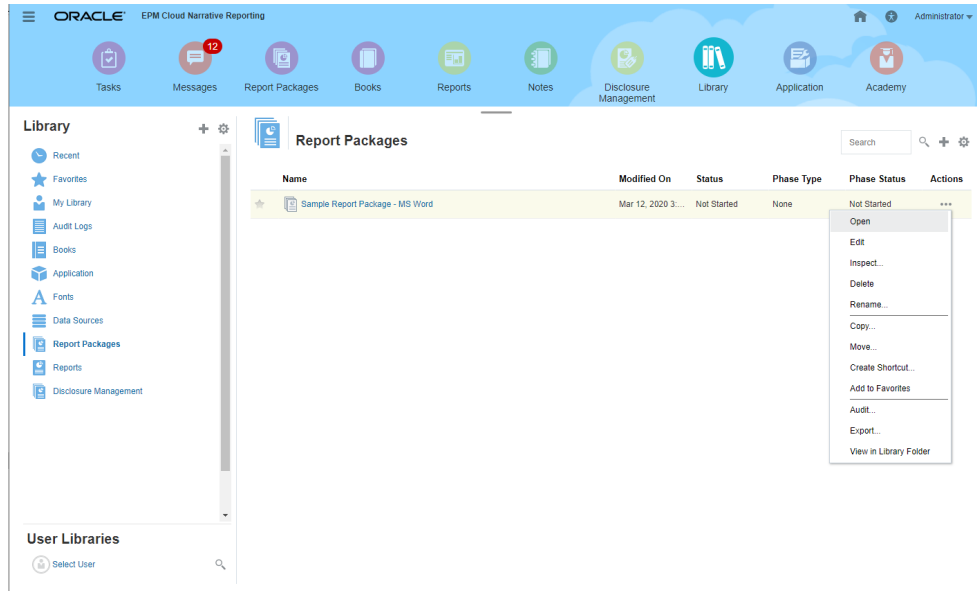 ORACLE® EPM Cloud Narrative Reporting Administrator
12
Tasks Messages Report Packages Books Reports Notes Disclosure Management Library Application Academy
Library
Recent
Favorites
My Library
Audit Logs
Books
Application
Fonts
Data Sources
Report Packages
Reports
Disclosure Management
User Libraries
Select User
Report Packages
Search
Name Modified On Status Phase Type Phase Status Actions
Sample Report Package - MS Word Mar 12, 2020 3:... Not Started None Not Started
Open
Edit
Inspect...
Delete
Rename...
Copy...
Move...
Create Shortcut...
Add to Favorites
Audit...
Export...
View in Library Folder